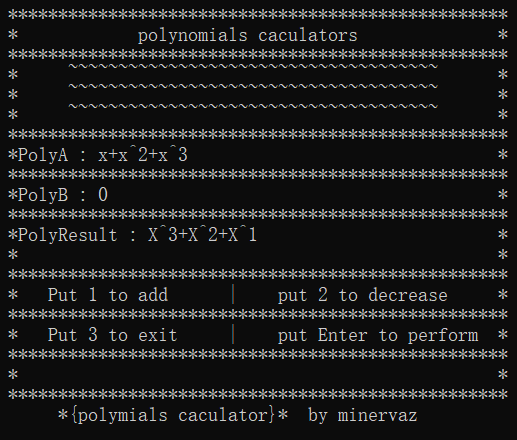 **************************************************
* polynomials caculators *
**************************************************
* ~~~~~~~~~~~~~~~~~~~~~~~~~~~~~~~~~~~~~ *
* ~~~~~~~~~~~~~~~~~~~~~~~~~~~~~~~~~~~~~ *
* ~~~~~~~~~~~~~~~~~~~~~~~~~~~~~~~~~~~~~ *
**************************************************
*PolyA : x+x^2+x^3 *
**************************************************
*PolyB : 0 *
**************************************************
*PolyResult : X^3+X^2+X^1 *
* *
**************************************************
* Put 1 to add | put 2 to decrease *
**************************************************
* Put 3 to exit | put Enter to perform *
**************************************************
* *
**************************************************
*{polymials caculator}* by minervaz